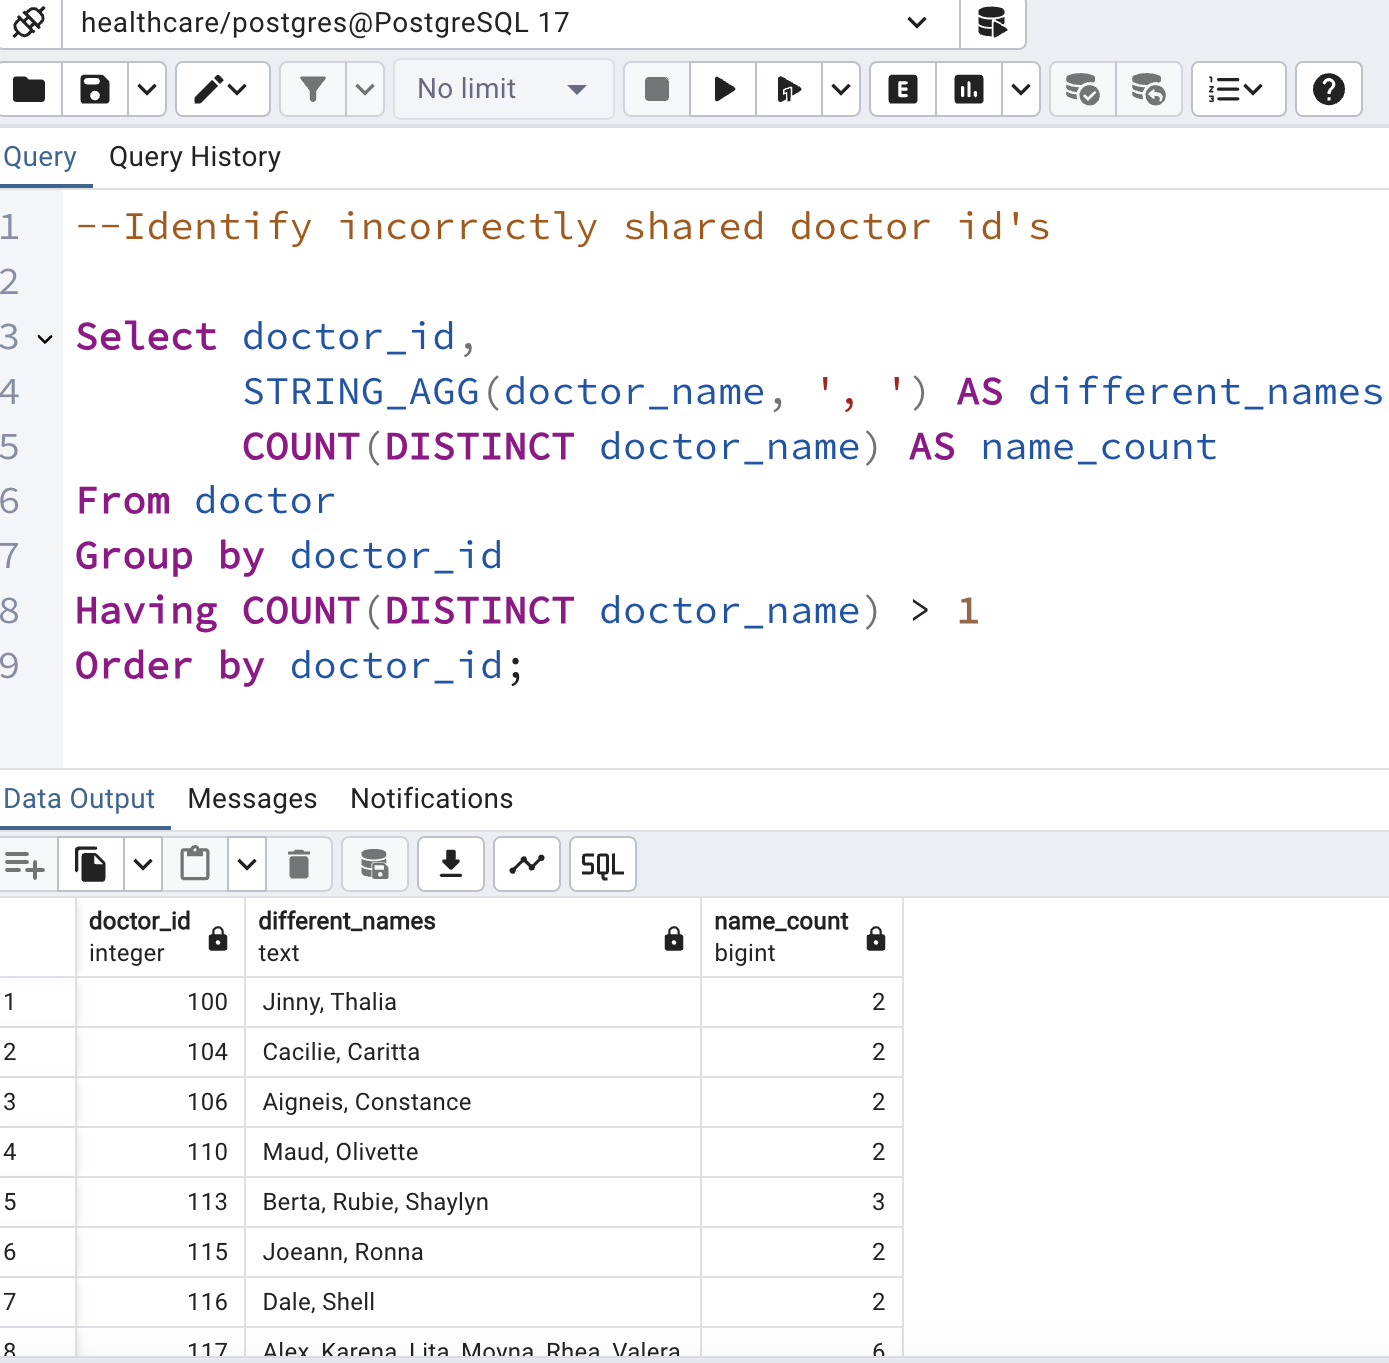 healthcare/postgres@PostgreSQL 17
No limit
E
Query Query History
1 --Identify incorrectly shared doctor id's
2
3 Select doctor_id,
4 STRING_AGG(doctor_name, ', ') AS different_names
5 COUNT(DISTINCT doctor_name) AS name_count
6 From doctor
7 Group by doctor_id
8 Having COUNT(DISTINCT doctor_name) > 1
9 Order by doctor_id;
Data Output Messages Notifications
SQL
doctor_id different_names name_count
integer text bigint
1 100 Jinny, Thalia 2
2 104 Cacilie, Caritta 2
3 106 Aigneis, Constance 2
4 110 Maud, Olivette 2
5 113 Berta, Rubie, Shaylyn 3
6 115 Joeann, Ronna 2
7 116 Dale, Shell 2
8 117 Alex, Karena, Lita, Moyna, Rhea, Valera 6